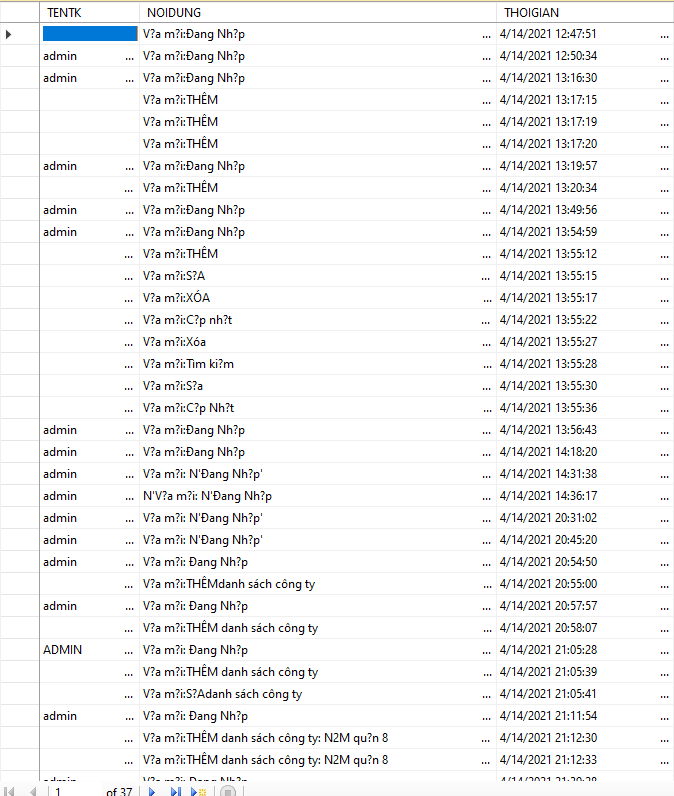 TENTK NOIDUNG THOIGIAN
V?a m?i:Đang Nh?p ... 4/14/2021 12:47:51 ...
admin ... V?a m?i:Đang Nh?p ... 4/14/2021 12:50:34 ...
admin ... V?a m?i:Đang Nh?p ... 4/14/2021 13:16:30 ...
V?a m?i:THÊM ... 4/14/2021 13:17:15 ...
V?a m?i:THÊM ... 4/14/2021 13:17:19 ...
V?a m?i:THÊM ... 4/14/2021 13:17:20 ...
admin ... V?a m?i:Đang Nh?p ... 4/14/2021 13:19:57 ...
... V?a m?i:THÊM ... 4/14/2021 13:20:34 ...
admin ... V?a m?i:Đang Nh?p ... 4/14/2021 13:49:56 ...
admin ... V?a m?i:Đang Nh?p ... 4/14/2021 13:54:59 ...
... V?a m?i:THÊM ... 4/14/2021 13:55:12 ...
... V?a m?i:S?A ... 4/14/2021 13:55:15 ...
... V?a m?i:XÓA ... 4/14/2021 13:55:17 ...
... V?a m?i:C?p nh?t ... 4/14/2021 13:55:22 ...
... V?a m?i:Xóa ... 4/14/2021 13:55:27 ...
... V?a m?i:Tìm ki?m ... 4/14/2021 13:55:28 ...
... V?a m?i:S?a ... 4/14/2021 13:55:30 ...
... V?a m?i:C?p Nh?t ... 4/14/2021 13:55:36 ...
admin ... V?a m?i:Đang Nh?p ... 4/14/2021 13:56:43 ...
admin ... V?a m?i:Đang Nh?p ... 4/14/2021 14:18:20 ...
admin ... V?a m?i: N'Đang Nh?p' ... 4/14/2021 14:31:38 ...
admin ... N'V?a m?i: N'Đang Nh?p ... 4/14/2021 14:36:17 ...
admin ... V?a m?i: N'Đang Nh?p' ... 4/14/2021 20:31:02 ...
admin ... V?a m?i: N'Đang Nh?p' ... 4/14/2021 20:45:20 ...
admin ... V?a m?i: Đang Nh?p ... 4/14/2021 20:54:50 ...
... V?a m?i:THÊMdanh sách công ty ... 4/14/2021 20:55:00 ...
admin ... V?a m?i: Đang Nh?p ... 4/14/2021 20:57:57 ...
... V?a m?i:THÊM danh sách công ty ... 4/14/2021 20:58:07 ...
ADMIN ... V?a m?i: Đang Nh?p ... 4/14/2021 21:05:28 ...
... V?a m?i:THÊM danh sách công ty ... 4/14/2021 21:05:39 ...
... V?a m?i:S?Adanh sách công ty ... 4/14/2021 21:05:41 ...
admin ... V?a m?i: Đang Nh?p ... 4/14/2021 21:11:54 ...
... V?a m?i:THÊM danh sách công ty: N2M qu?n 8 ... 4/14/2021 21:12:30 ...
... V?a m?i:THÊM danh sách công ty: N2M qu?n 8 ... 4/14/2021 21:12:33 ...
1 of 37